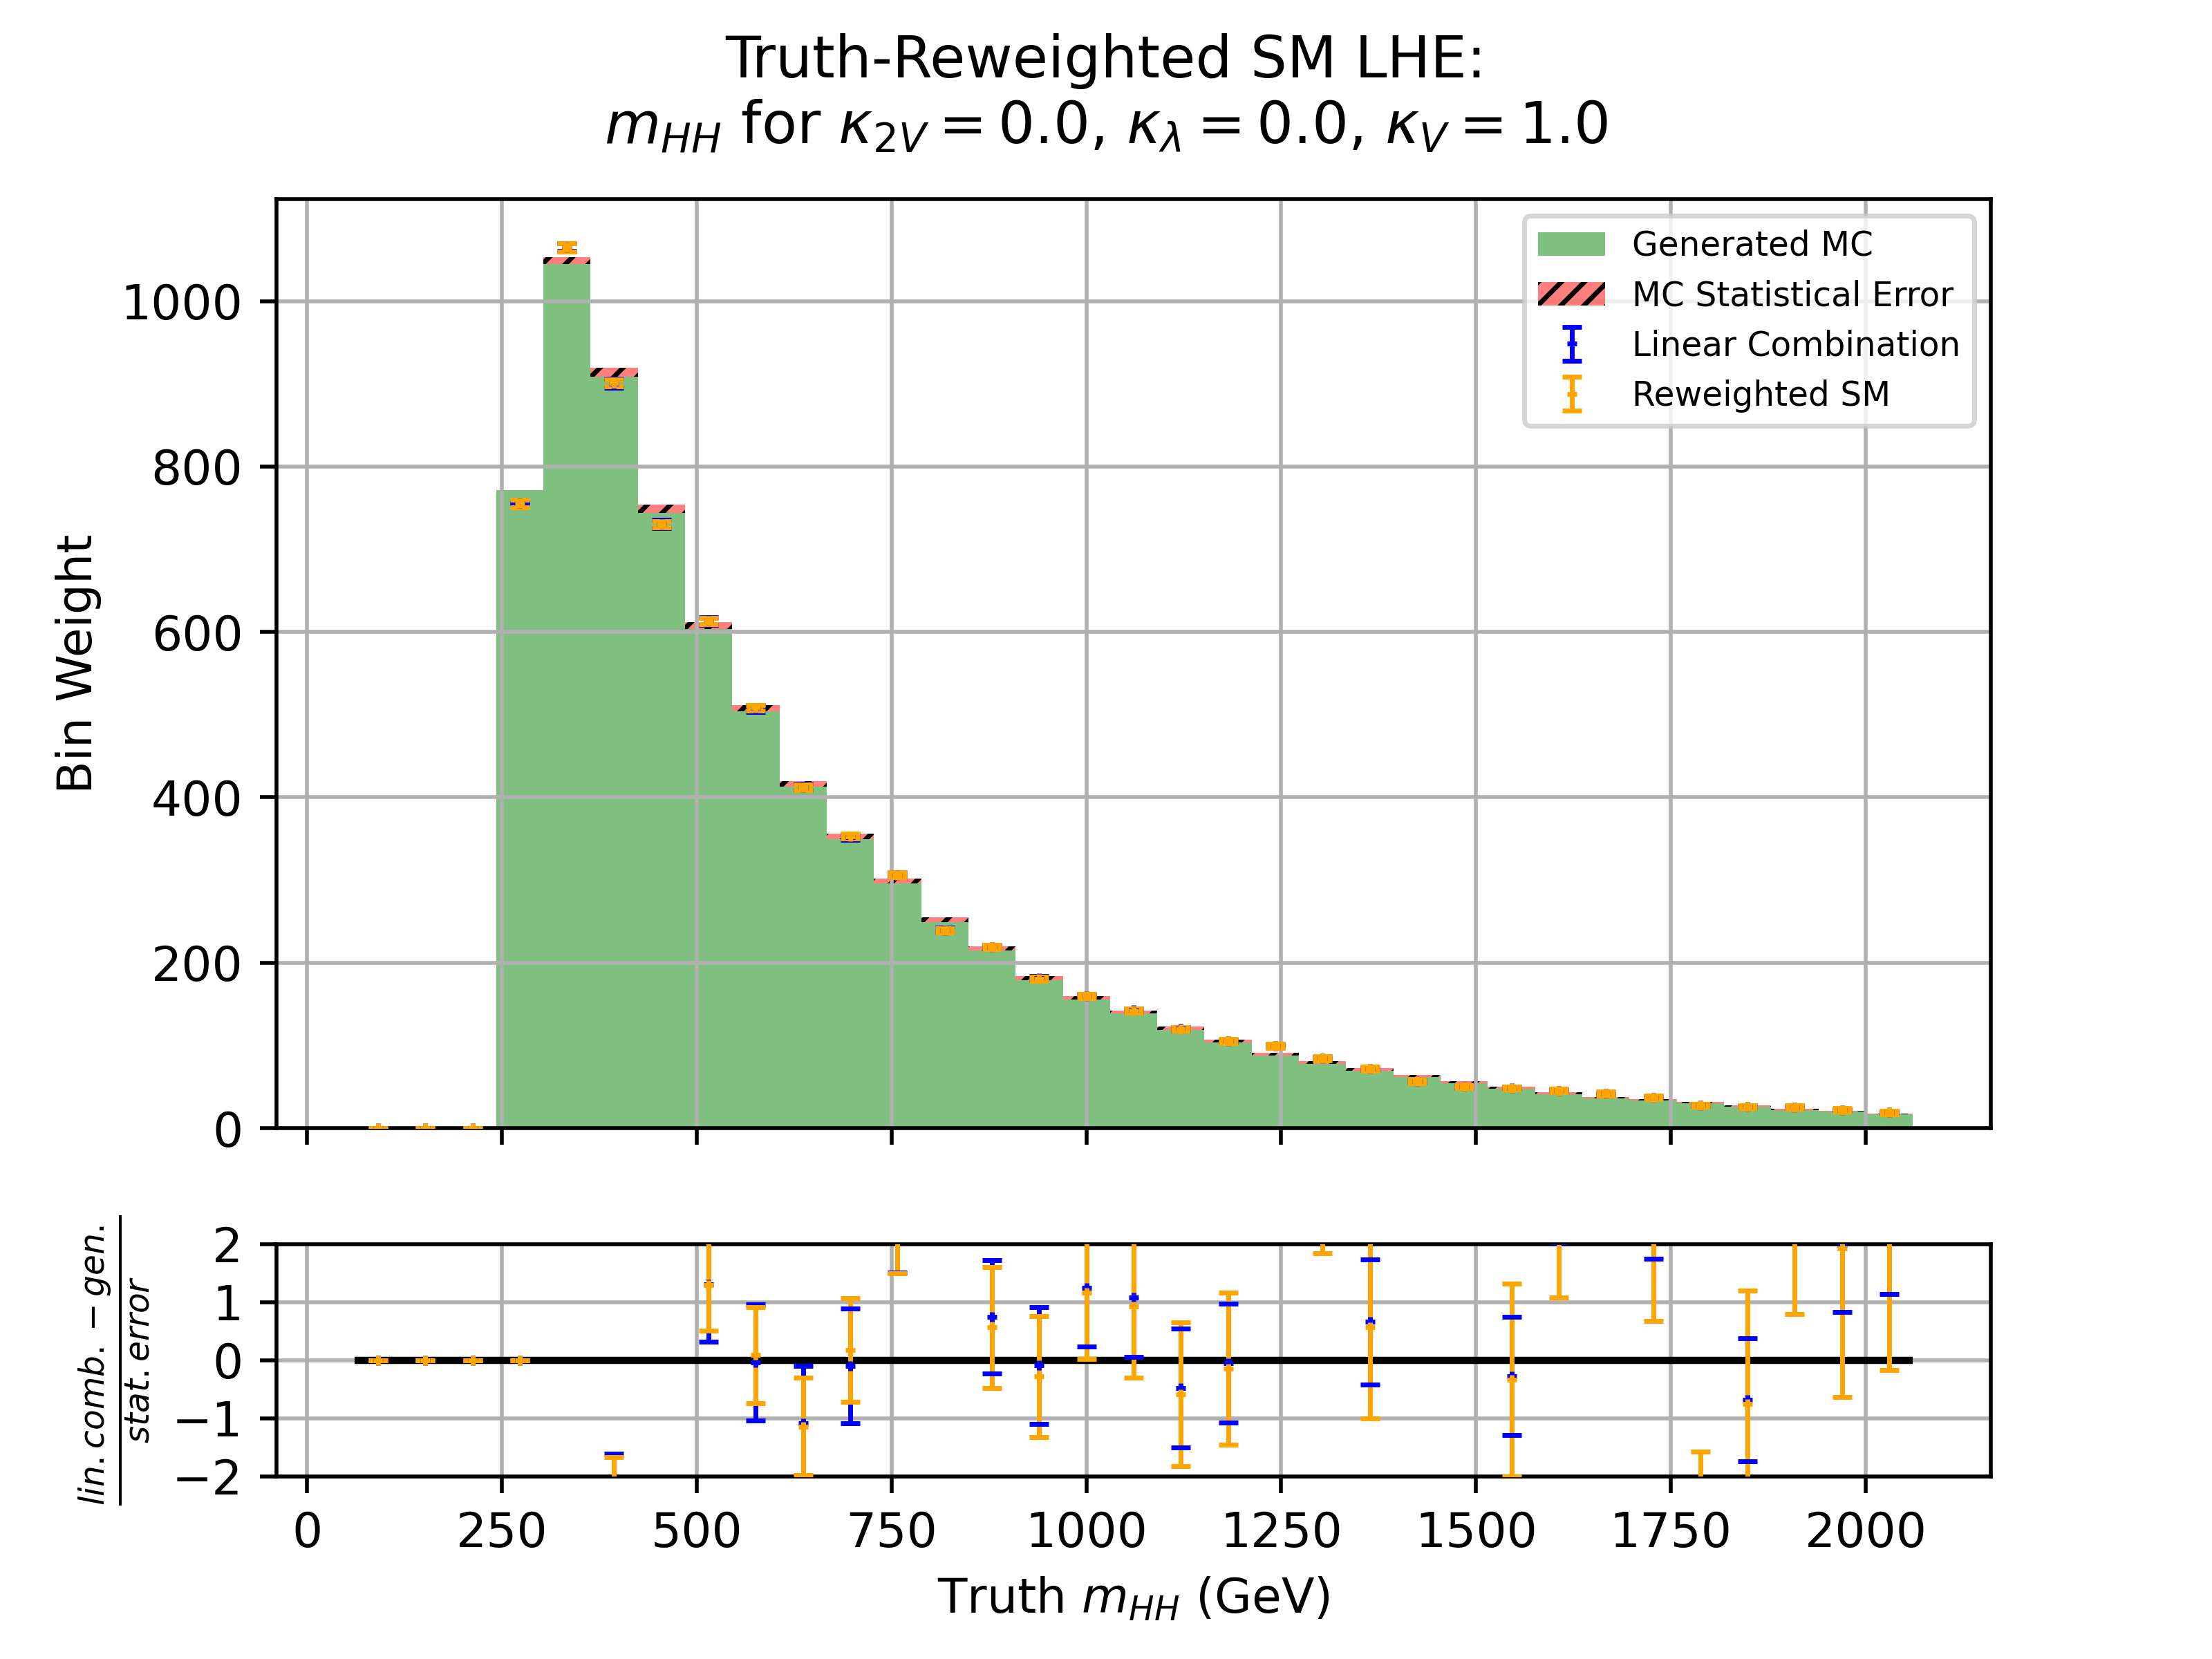 Truth-Reweighted SM LHE:
m_HH for κ_2V = 0.0, κ_λ = 0.0, κ_V = 1.0
Generated MC
MC Statistical Error
Linear Combination
Reweighted SM
Bin Weight
1000
800
600
400
200
0
lin. comb. − gen.
stat. error
2
1
0
−1
−2
0 250 500 750 1000 1250 1500 1750 2000
Truth m_HH (GeV)